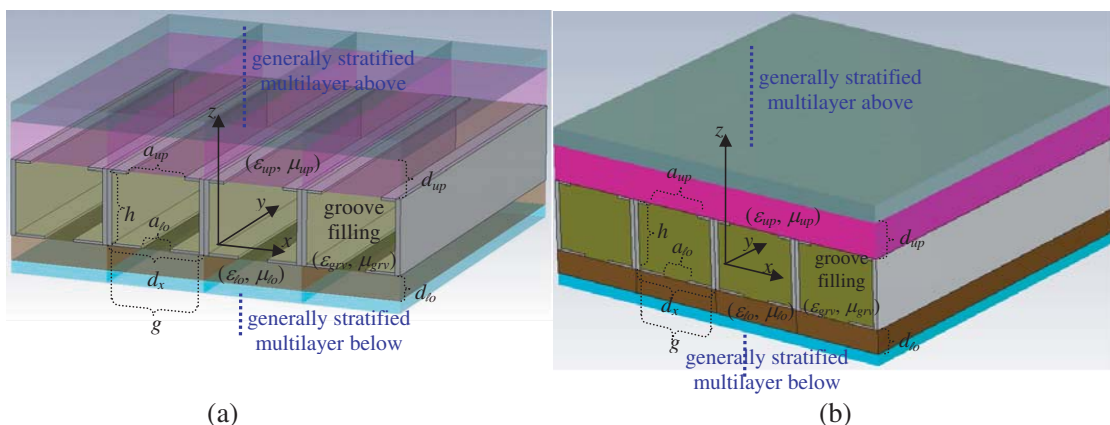 generally stratified
multilayer above
z
a_up
(ε_up, μ_up)
d_up
y
h
groove
filling
a_lo
x
(ε_grv, μ_grv)
(ε_lo, μ_lo)
d_x
d_lo
g
generally stratified
multilayer below
(a)
generally stratified
multilayer above
z
a_up
(ε_up, μ_up)
d_up
h
y
a_lo
groove
filling
x
(ε_lo, μ_lo)
(ε_grv, μ_grv)
d_x
d_lo
g
generally stratified
multilayer below
(b)